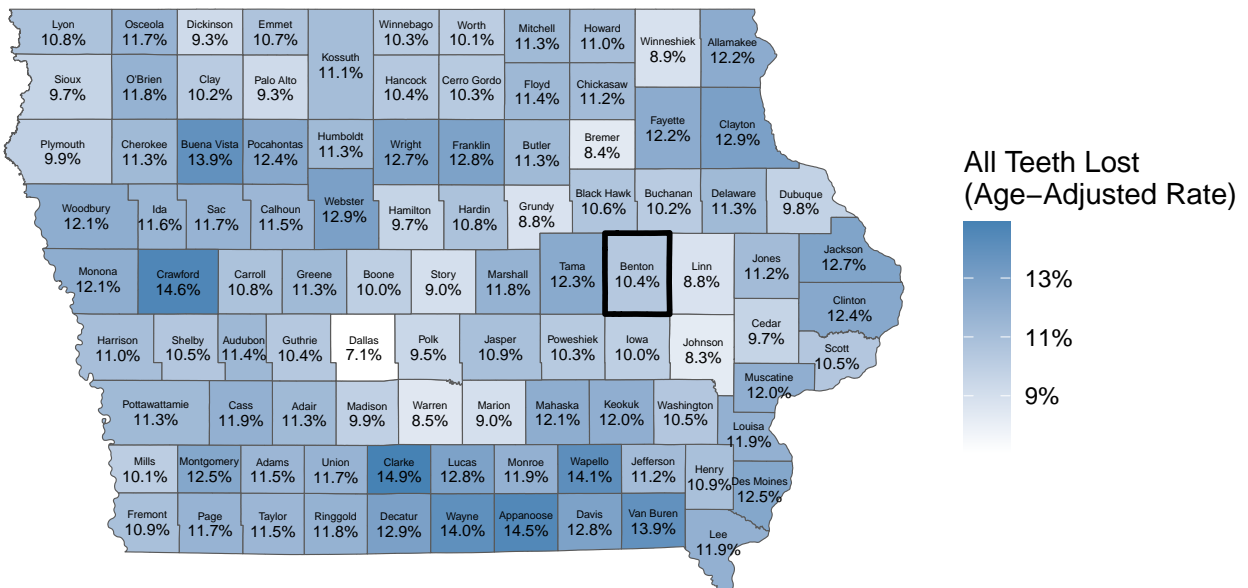 Lyon
10.8%
Osceola
11.7%
Dickinson
9.3%
Emmet
10.7%
Kossuth
11.1%
Winnebago
10.3%
Worth
10.1%
Mitchell
11.3%
Howard
11.0%
Winneshiek
8.9%
Allamakee
12.2%
Sioux
9.7%
O'Brien
11.8%
Clay
10.2%
Palo Alto
9.3%
Hancock
10.4%
Cerro Gordo
10.3%
Floyd
11.4%
Chickasaw
11.2%
Fayette
12.2%
Clayton
12.9%
Plymouth
9.9%
Cherokee
11.3%
Buena Vista
13.9%
Pocahontas
12.4%
Humboldt
11.3%
Wright
12.7%
Franklin
12.8%
Butler
11.3%
Bremer
8.4%
Woodbury
12.1%
Ida
11.6%
Sac
11.7%
Calhoun
11.5%
Webster
12.9%
Hamilton
9.7%
Hardin
10.8%
Grundy
8.8%
Black Hawk
10.6%
Buchanan
10.2%
Delaware
11.3%
Dubuque
9.8%
Monona
12.1%
Crawford
14.6%
Carroll
10.8%
Greene
11.3%
Boone
10.0%
Story
9.0%
Marshall
11.8%
Tama
12.3%
Benton
10.4%
Linn
8.8%
Jones
11.2%
Jackson
12.7%
Clinton
12.4%
Harrison
11.0%
Shelby
10.5%
Audubon
11.4%
Guthrie
10.4%
Dallas
7.1%
Polk
9.5%
Jasper
10.9%
Poweshiek
10.3%
Iowa
10.0%
Johnson
8.3%
Cedar
9.7%
Scott
10.5%
Muscatine
12.0%
Pottawattamie
11.3%
Cass
11.9%
Adair
11.3%
Madison
9.9%
Warren
8.5%
Marion
9.0%
Mahaska
12.1%
Keokuk
12.0%
Washington
10.5%
Louisa
11.9%
Mills
10.1%
Montgomery
12.5%
Adams
11.5%
Union
11.7%
Clarke
14.9%
Lucas
12.8%
Monroe
11.9%
Wapello
14.1%
Jefferson
11.2%
Henry
10.9%
Des Moines
12.5%
Fremont
10.9%
Page
11.7%
Taylor
11.5%
Ringgold
11.8%
Decatur
12.9%
Wayne
14.0%
Appanoose
14.5%
Davis
12.8%
Van Buren
13.9%
Lee
11.9%
All Teeth Lost
(Age−Adjusted Rate)
13%
11%
9%